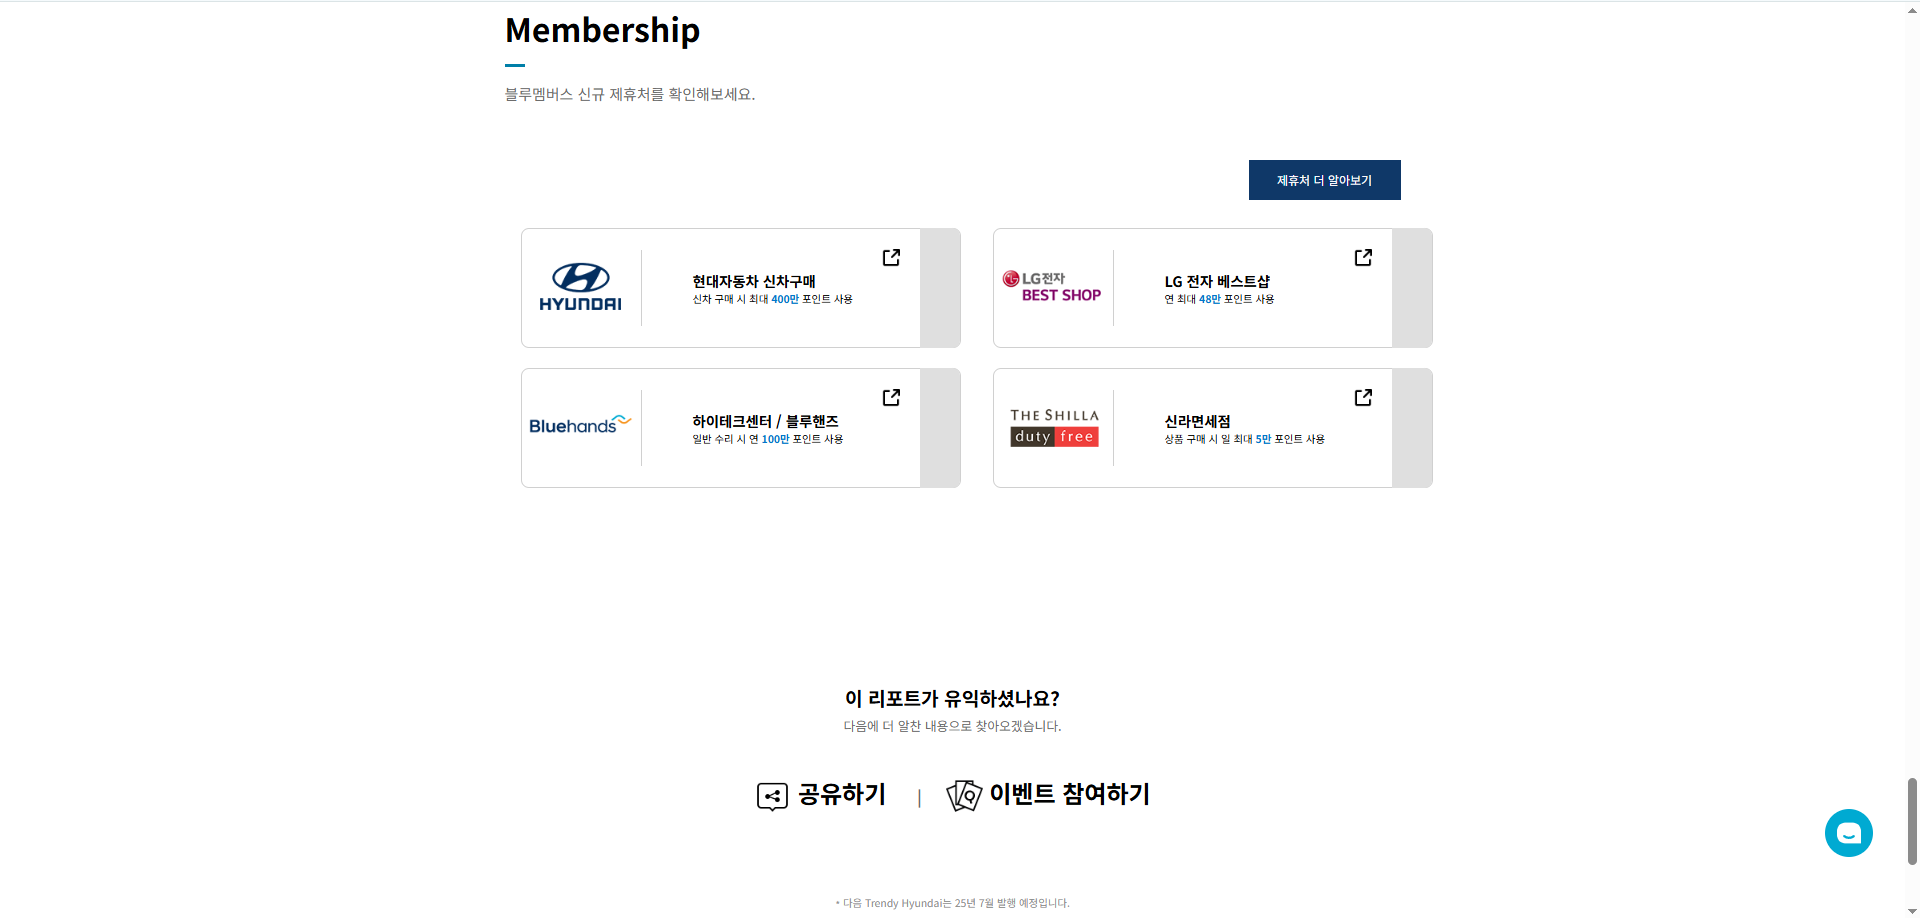 Membership
블루멤버스 신규 제휴처를 확인해보세요.
제휴처 더 알아보기
HYUNDAI
현대자동차 신차구매
신차 구매 시 최대 400만 포인트 사용
LG전자
BEST SHOP
LG 전자 베스트샵
연 최대 48만 포인트 사용
Bluehands
하이테크센터 / 블루핸즈
일반 수리 시 연 100만 포인트 사용
THE SHILLA
duty free
신라면세점
상품 구매 시 일 최대 5만 포인트 사용
이 리포트가 유익하셨나요?
다음에 더 알찬 내용으로 찾아오겠습니다.
공유하기 | 이벤트 참여하기
* 다음 Trendy Hyundai는 25년 7월 발행 예정입니다.